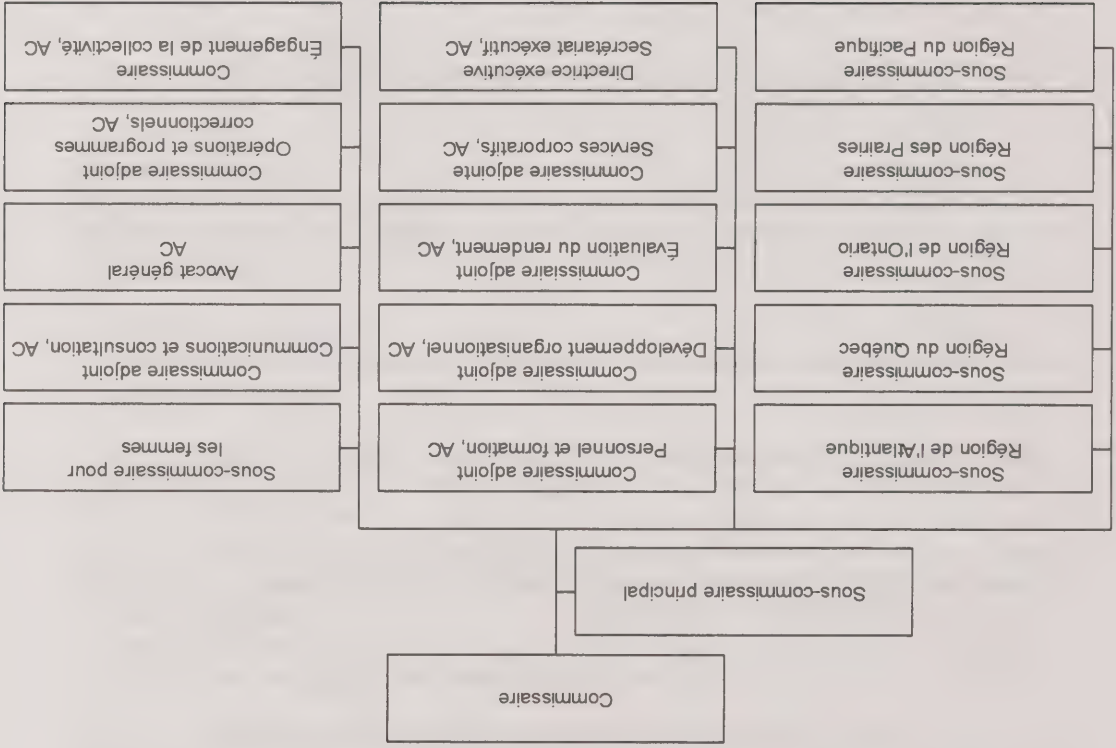 Commissaire
Sous-commissaire principal
Sous-commissaire
Région de l'Atlantique
Sous-commissaire
Région du Québec
Sous-commissaire
Région de l'Ontario
Sous-commissaire
Région des Prairies
Sous-commissaire
Région du Pacifique
Commissaire adjoint
Personnel et formation, AC
Commissaire adjoint
Développement organisationnel, AC
Commissiaire adjoint
Évaluation du rendement, AC
Commissaire adjointe
Services corporatifs, AC
Directrice exécutive
Secrétariat exécutif, AC
Sous-commissaire pour
les femmes
Commissaire adjoint
Communications et consultation, AC
Avocat général
AC
Commissaire adjoint
Opérations et programmes
correctionnels, AC
Commissaire
Éngagement de la collectivité, AC